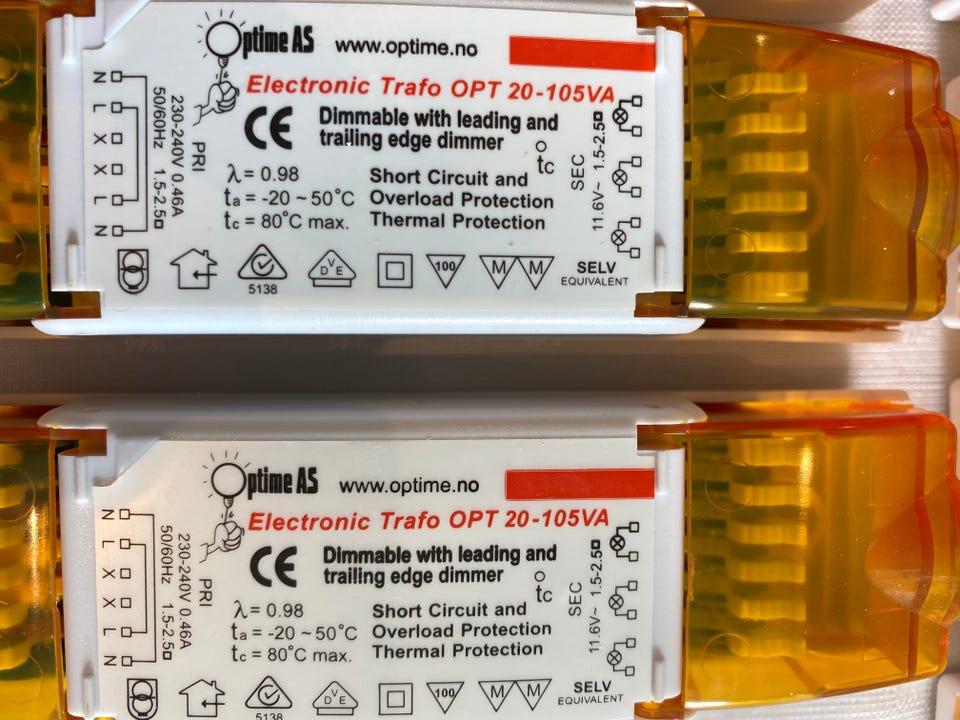 Optime AS www.optime.no
Electronic Trafo OPT 20-105VA
CE
Dimmable with leading and
trailing edge dimmer
tc
λ = 0.98
ta = -20 ~ 50°C
tc = 80°C max.
Short Circuit and
Overload Protection
Thermal Protection
N
L
X
X
L
N
PRI
230-240V 0.46A
50/60Hz 1.5-2.5
SEC
11.6V~ 1.5-2.5
5138
DVE
100
M M
SELV
EQUIVALENT
Optime AS www.optime.no
Electronic Trafo OPT 20-105VA
CE
Dimmable with leading and
trailing edge dimmer
tc
λ = 0.98
ta = -20 ~ 50°C
tc = 80°C max.
Short Circuit and
Overload Protection
Thermal Protection
N
L
X
X
L
N
PRI
230-240V 0.46A
50/60Hz 1.5-2.5
SEC
11.6V~ 1.5-2.5
5138
DVE
100
M M
SELV
EQUIVALENT